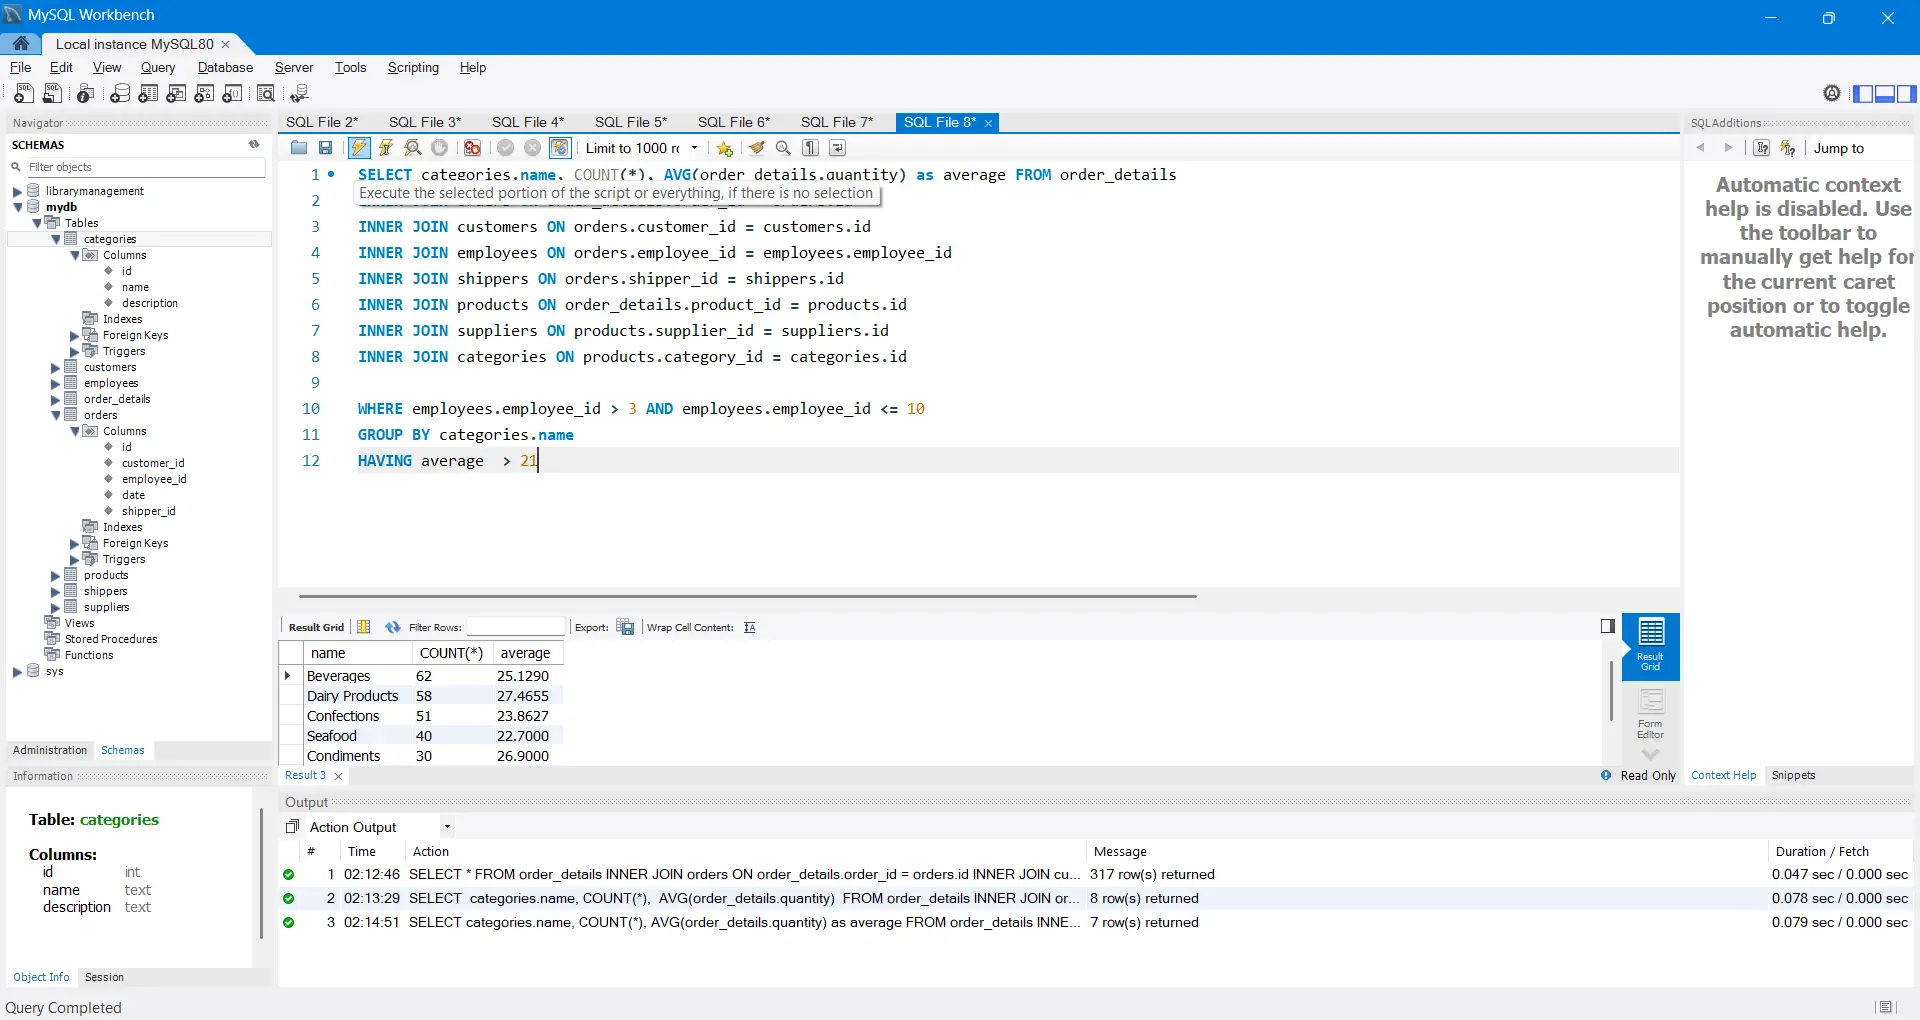 MySQL Workbench
Local instance MySQL80
File Edit View Query Database Server Tools Scripting Help
Navigator
SCHEMAS
Filter objects
librarymanagement
mydb
Tables
categories
Columns
id
name
description
Indexes
Foreign Keys
Triggers
customers
employees
order_details
orders
Columns
id
customer_id
employee_id
date
shipper_id
Indexes
Foreign Keys
Triggers
products
shippers
suppliers
Views
Stored Procedures
Functions
sys
Administration Schemas
Information
Table: categories
Columns:
id int
name text
description text
Object Info Session
Query Completed
SQL File 2* SQL File 3* SQL File 4* SQL File 5* SQL File 6* SQL File 7* SQL File 8*
Limit to 1000 rc
1 SELECT categories.name, COUNT(*), AVG(order_details.quantity) as average FROM order_details
Execute the selected portion of the script or everything, if there is no selection
2
3 INNER JOIN customers ON orders.customer_id = customers.id
4 INNER JOIN employees ON orders.employee_id = employees.employee_id
5 INNER JOIN shippers ON orders.shipper_id = shippers.id
6 INNER JOIN products ON order_details.product_id = products.id
7 INNER JOIN suppliers ON products.supplier_id = suppliers.id
8 INNER JOIN categories ON products.category_id = categories.id
9
10 WHERE employees.employee_id > 3 AND employees.employee_id <= 10
11 GROUP BY categories.name
12 HAVING average  > 21
Result Grid Filter Rows: Export: Wrap Cell Content:
name COUNT(*) average
Beverages 62 25.1290
Dairy Products 58 27.4655
Confections 51 23.8627
Seafood 40 22.7000
Condiments 30 26.9000
Result 3
Result
Grid
Form
Editor
Read Only
Output
Action Output
# Time Action Message Duration / Fetch
1 02:12:46 SELECT * FROM order_details INNER JOIN orders ON order_details.order_id = orders.id INNER JOIN cu... 317 row(s) returned 0.047 sec / 0.000 sec
2 02:13:29 SELECT  categories.name, COUNT(*),  AVG(order_details.quantity)  FROM order_details INNER JOIN or... 8 row(s) returned 0.078 sec / 0.000 sec
3 02:14:51 SELECT categories.name, COUNT(*), AVG(order_details.quantity) as average FROM order_details INNE... 7 row(s) returned 0.079 sec / 0.000 sec
SQLAdditions
Jump to
Automatic context
help is disabled. Use
the toolbar to
manually get help for
the current caret
position or to toggle
automatic help.
Context Help Snippets